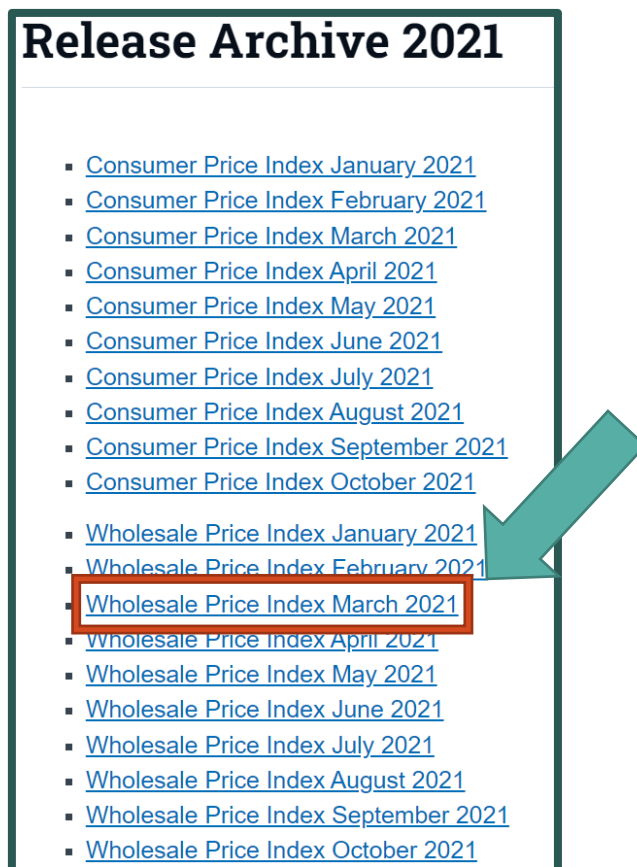 Release Archive 2021
Consumer Price Index January 2021
Consumer Price Index February 2021
Consumer Price Index March 2021
Consumer Price Index April 2021
Consumer Price Index May 2021
Consumer Price Index June 2021
Consumer Price Index July 2021
Consumer Price Index August 2021
Consumer Price Index September 2021
Consumer Price Index October 2021
Wholesale Price Index January 2021
Wholesale Price Index February 2021
Wholesale Price Index March 2021
Wholesale Price Index April 2021
Wholesale Price Index May 2021
Wholesale Price Index June 2021
Wholesale Price Index July 2021
Wholesale Price Index August 2021
Wholesale Price Index September 2021
Wholesale Price Index October 2021